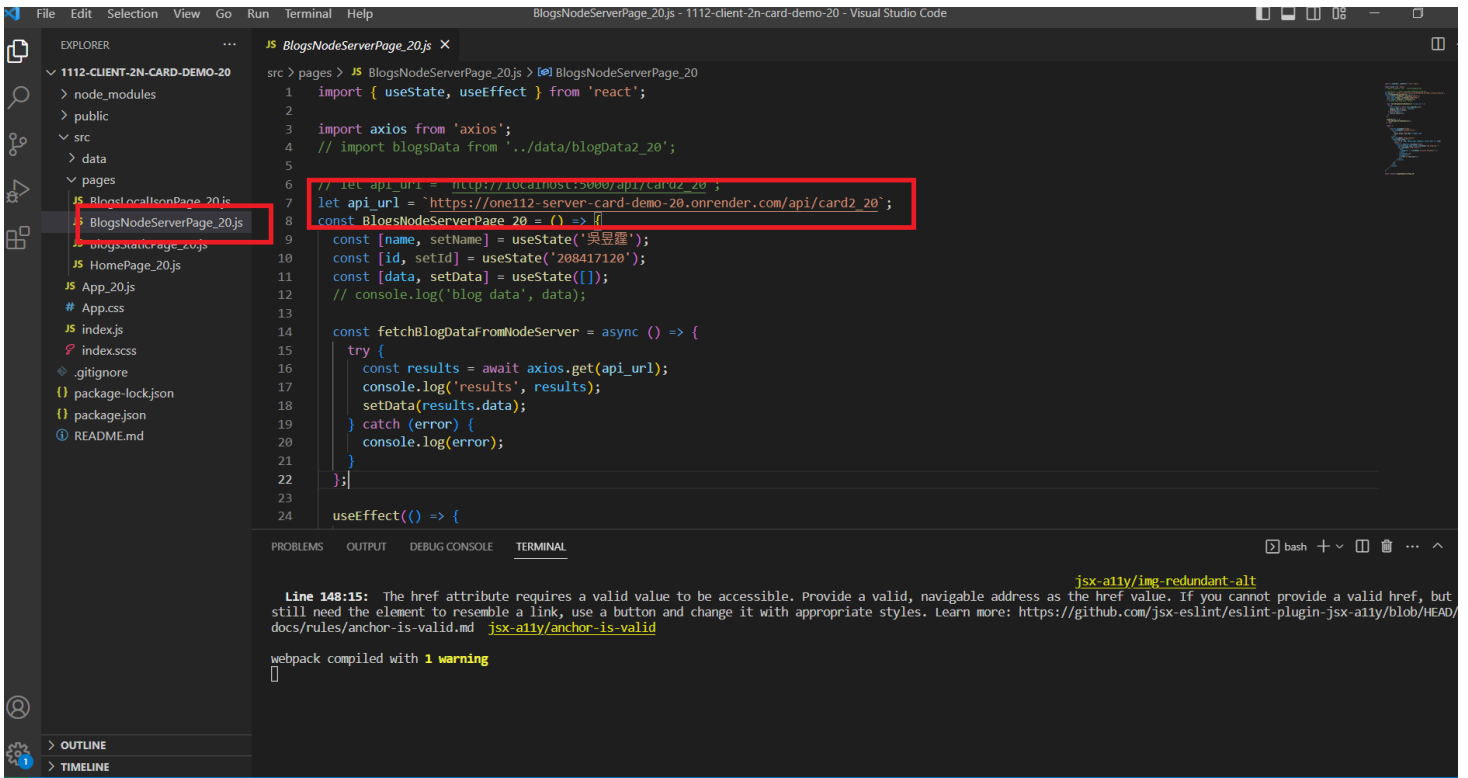 File Edit Selection View Go Run Terminal Help
BlogsNodeServerPage_20.js - 1112-client-2n-card-demo-20 - Visual Studio Code
EXPLORER
1112-CLIENT-2N-CARD-DEMO-20
node_modules
public
src
data
pages
BlogsLocalJsonPage_20.js
BlogsNodeServerPage_20.js
BlogsStaticPage_20.js
HomePage_20.js
App_20.js
App.css
index.js
index.scss
.gitignore
package-lock.json
package.json
README.md
OUTLINE
TIMELINE
JS BlogsNodeServerPage_20.js ×
src > pages > JS BlogsNodeServerPage_20.js > BlogsNodeServerPage_20
1 import { useState, useEffect } from 'react';
2
3 import axios from 'axios';
4 // import blogsData from '../data/blogData2_20';
5
6 // let api_url = `http://localhost:5000/api/card2_20`;
7 let api_url = `https://one112-server-card-demo-20.onrender.com/api/card2_20`;
8 const BlogsNodeServerPage_20 = () => {
9 const [name, setName] = useState('吳昱霆');
10 const [id, setId] = useState('208417120');
11 const [data, setData] = useState([]);
12 // console.log('blog data', data);
13
14 const fetchBlogDataFromNodeServer = async () => {
15 try {
16 const results = await axios.get(api_url);
17 console.log('results', results);
18 setData(results.data);
19 } catch (error) {
20 console.log(error);
21 }
22 };
23
24 useEffect(() => {
PROBLEMS OUTPUT DEBUG CONSOLE TERMINAL
bash
jsx-a11y/img-redundant-alt
Line 148:15: The href attribute requires a valid value to be accessible. Provide a valid, navigable address as the href value. If you cannot provide a valid href, but
still need the element to resemble a link, use a button and change it with appropriate styles. Learn more: https://github.com/jsx-eslint/eslint-plugin-jsx-a11y/blob/HEAD/
docs/rules/anchor-is-valid.md jsx-a11y/anchor-is-valid
webpack compiled with 1 warning
1